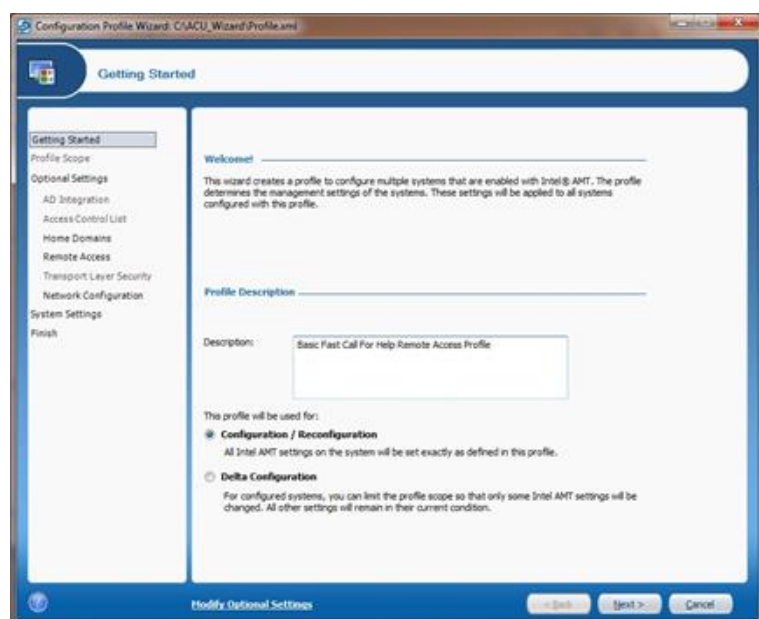 Configuration Profile Wizard: C:\ACU_Wizard\Profile.xml
Getting Started
Getting Started
Profile Scope
Optional Settings
AD Integration
Access Control List
Home Domains
Remote Access
Transport Layer Security
Network Configuration
System Settings
Finish
Welcome!
This wizard creates a profile to configure multiple systems that are enabled with Intel® AMT. The profile
determines the management settings of the systems. These settings will be applied to all systems
configured with this profile.
Profile Description
Description:
Basic Fast Call For Help Remote Access Profile
This profile will be used for:
Configuration / Reconfiguration
All Intel AMT settings on the system will be set exactly as defined in this profile.
Delta Configuration
For configured systems, you can limit the profile scope so that only some Intel AMT settings will be
changed. All other settings will remain in their current condition.
Modify Optional Settings
< Back
Next >
Cancel